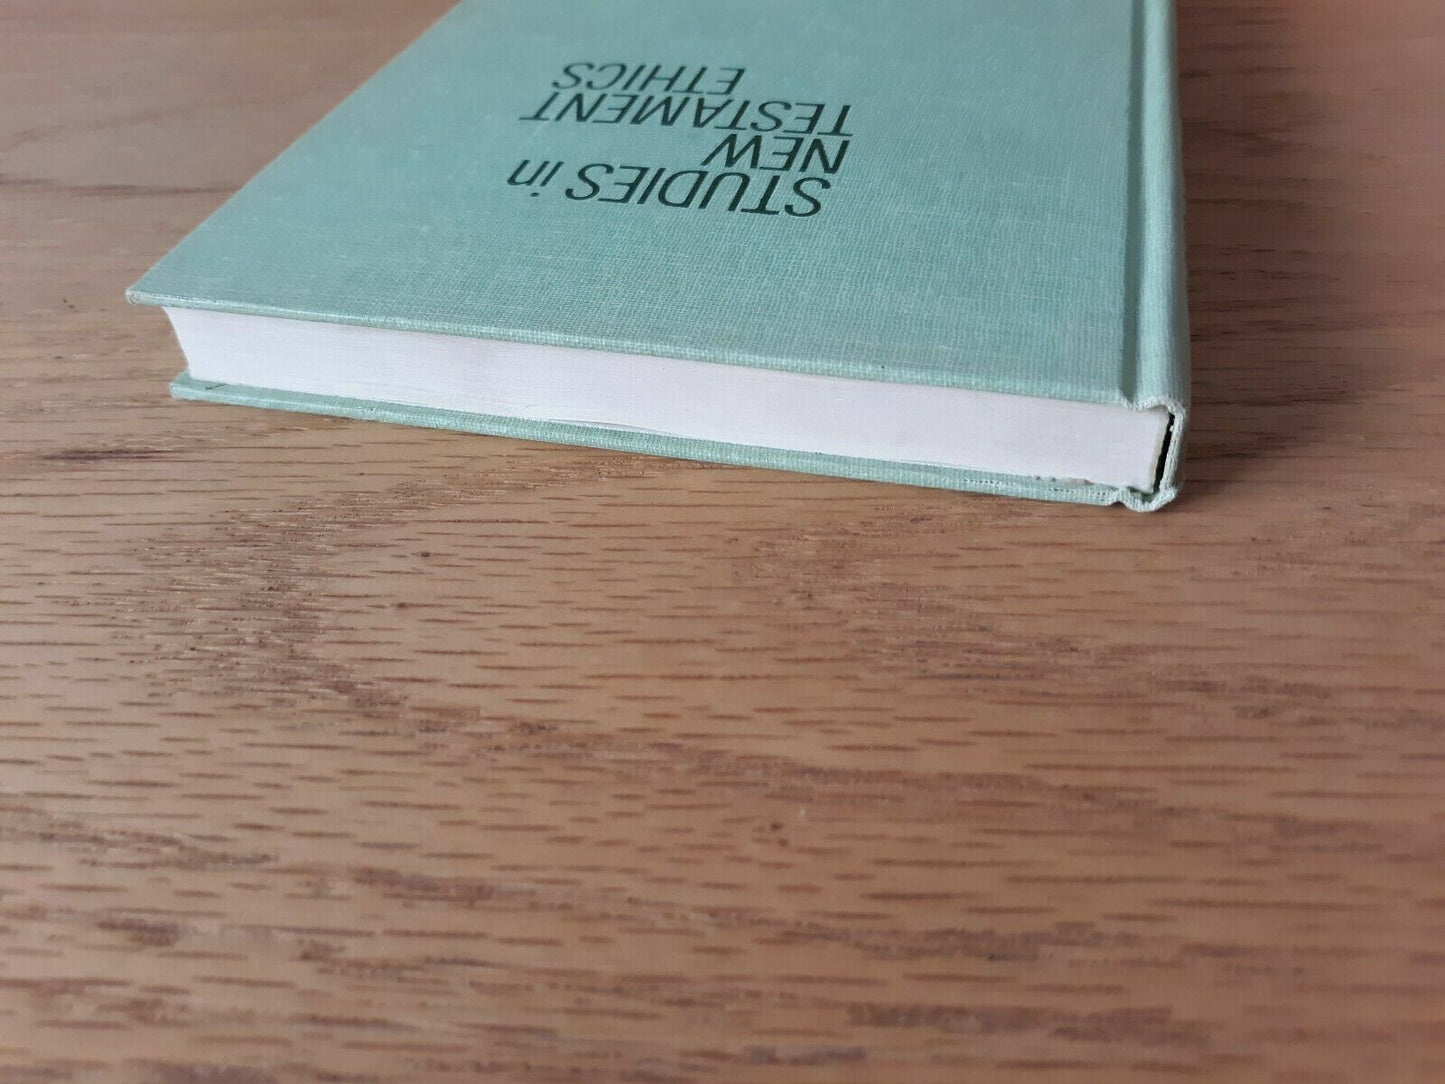 STUDIES in
NEW
TESTAMENT
ETHICS